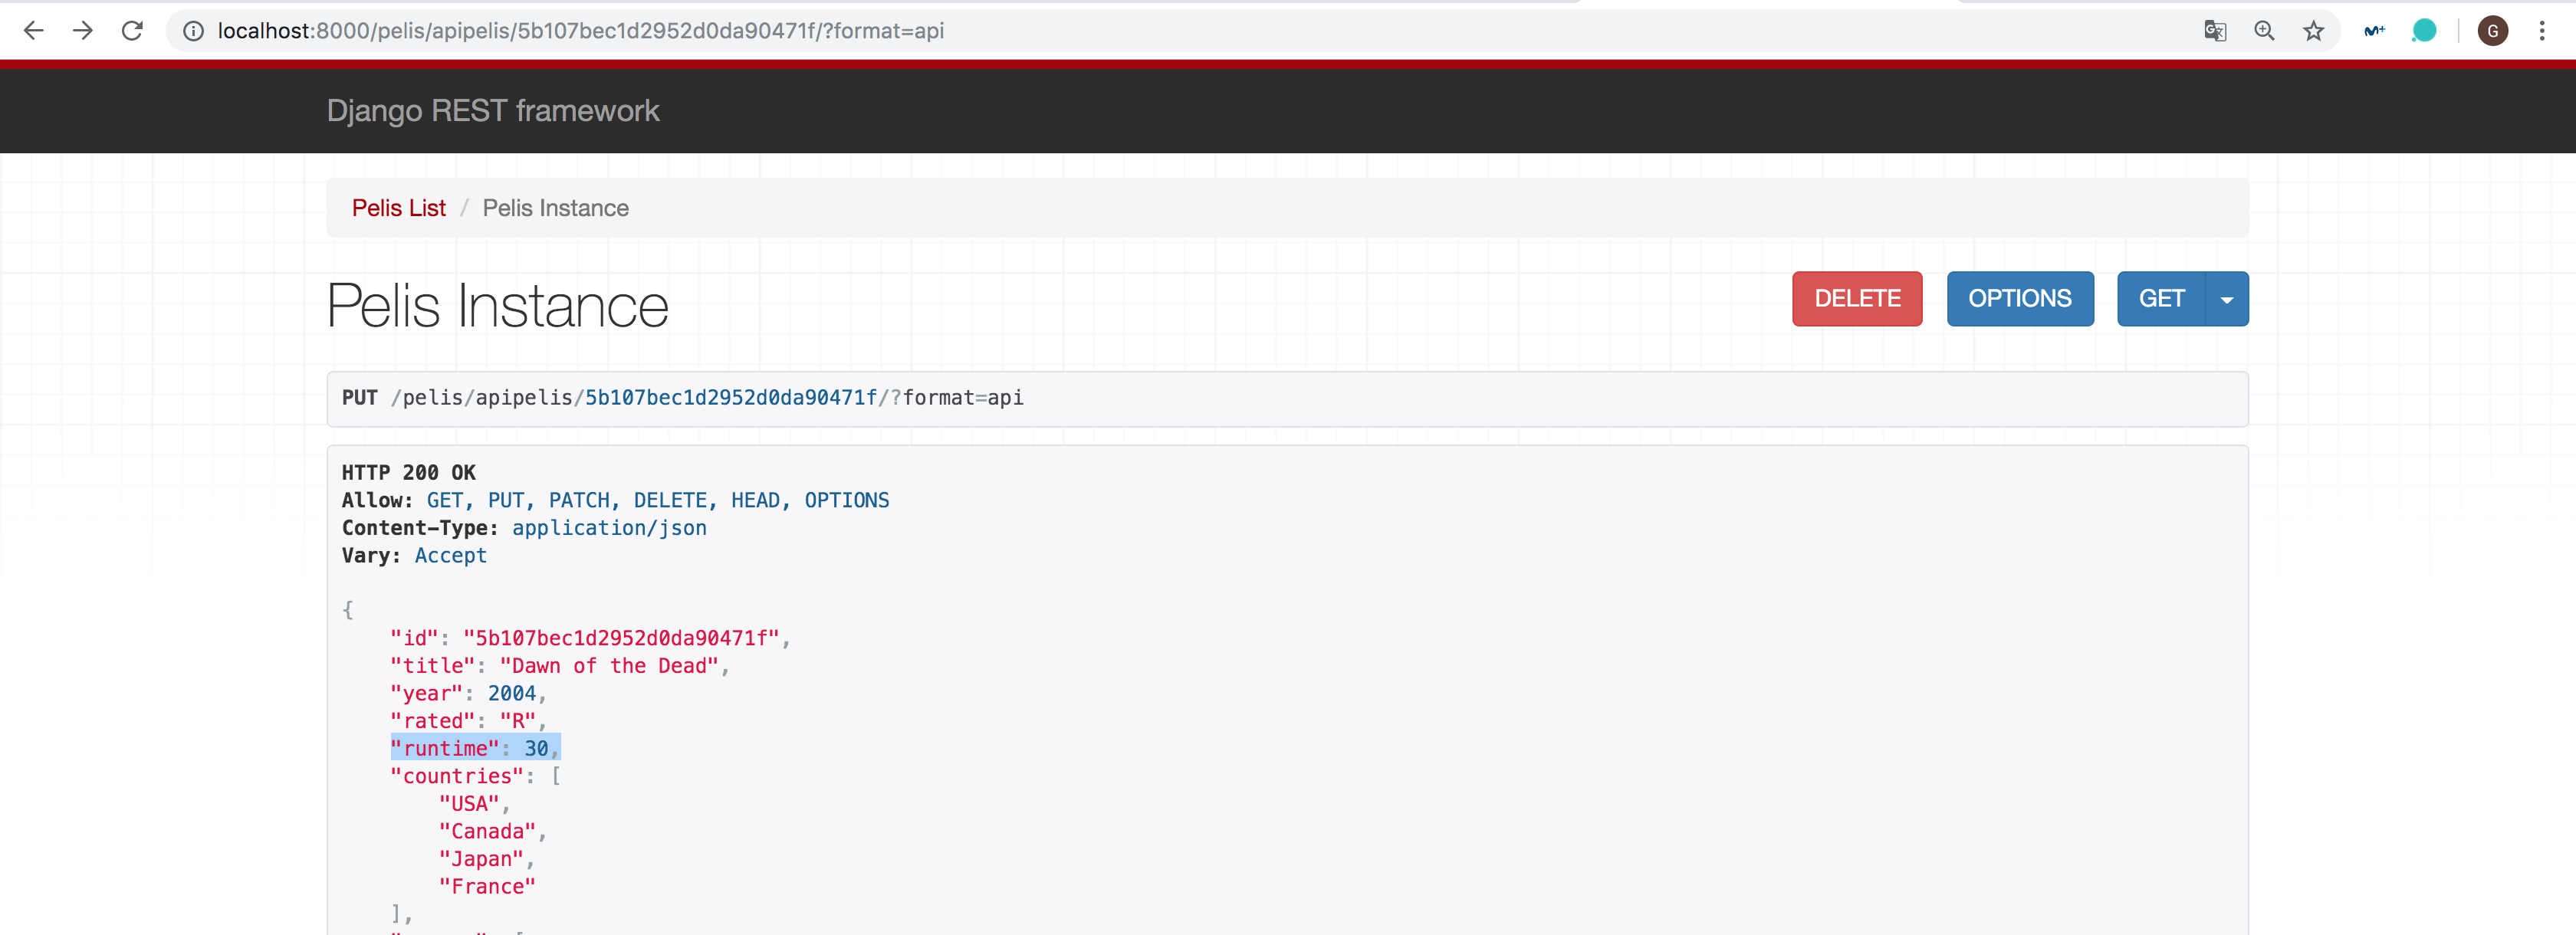 localhost:8000/pelis/apipelis/5b107bec1d2952d0da90471f/?format=api
G
Django REST framework
Pelis List / Pelis Instance
Pelis Instance
DELETE
OPTIONS
GET
PUT /pelis/apipelis/5b107bec1d2952d0da90471f/?format=api
HTTP 200 OK
Allow: GET, PUT, PATCH, DELETE, HEAD, OPTIONS
Content-Type: application/json
Vary: Accept
{
"id": "5b107bec1d2952d0da90471f",
"title": "Dawn of the Dead",
"year": 2004,
"rated": "R",
"runtime": 30,
"countries": [
"USA",
"Canada",
"Japan",
"France"
],